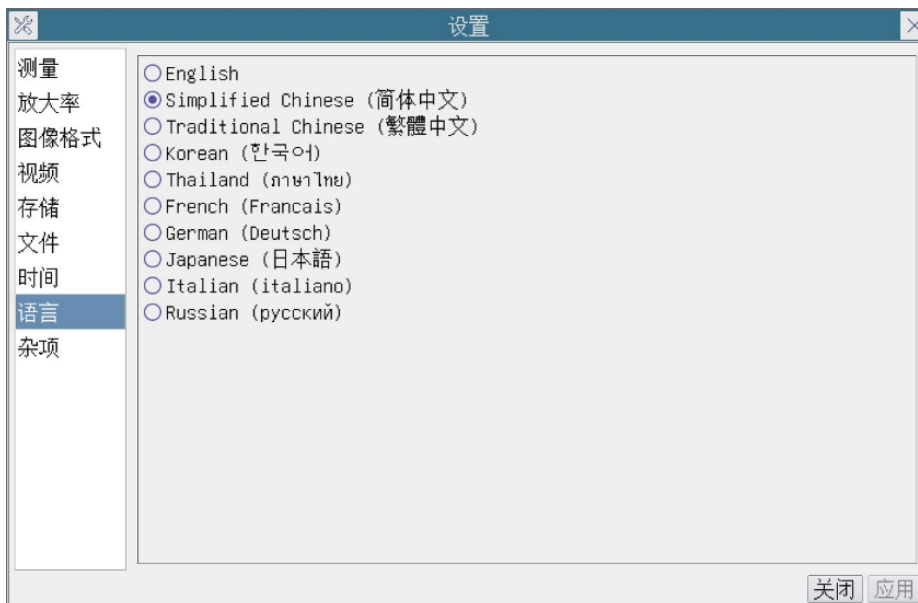 设置
测量
放大率
图像格式
视频
存储
文件
时间
语言
杂项
English
Simplified Chinese (简体中文)
Traditional Chinese (繁體中文)
Korean (한국어)
Thailand (ภาษาไทย)
French (Francais)
German (Deutsch)
Japanese (日本語)
Italian (italiano)
Russian (русский)
关闭
应用